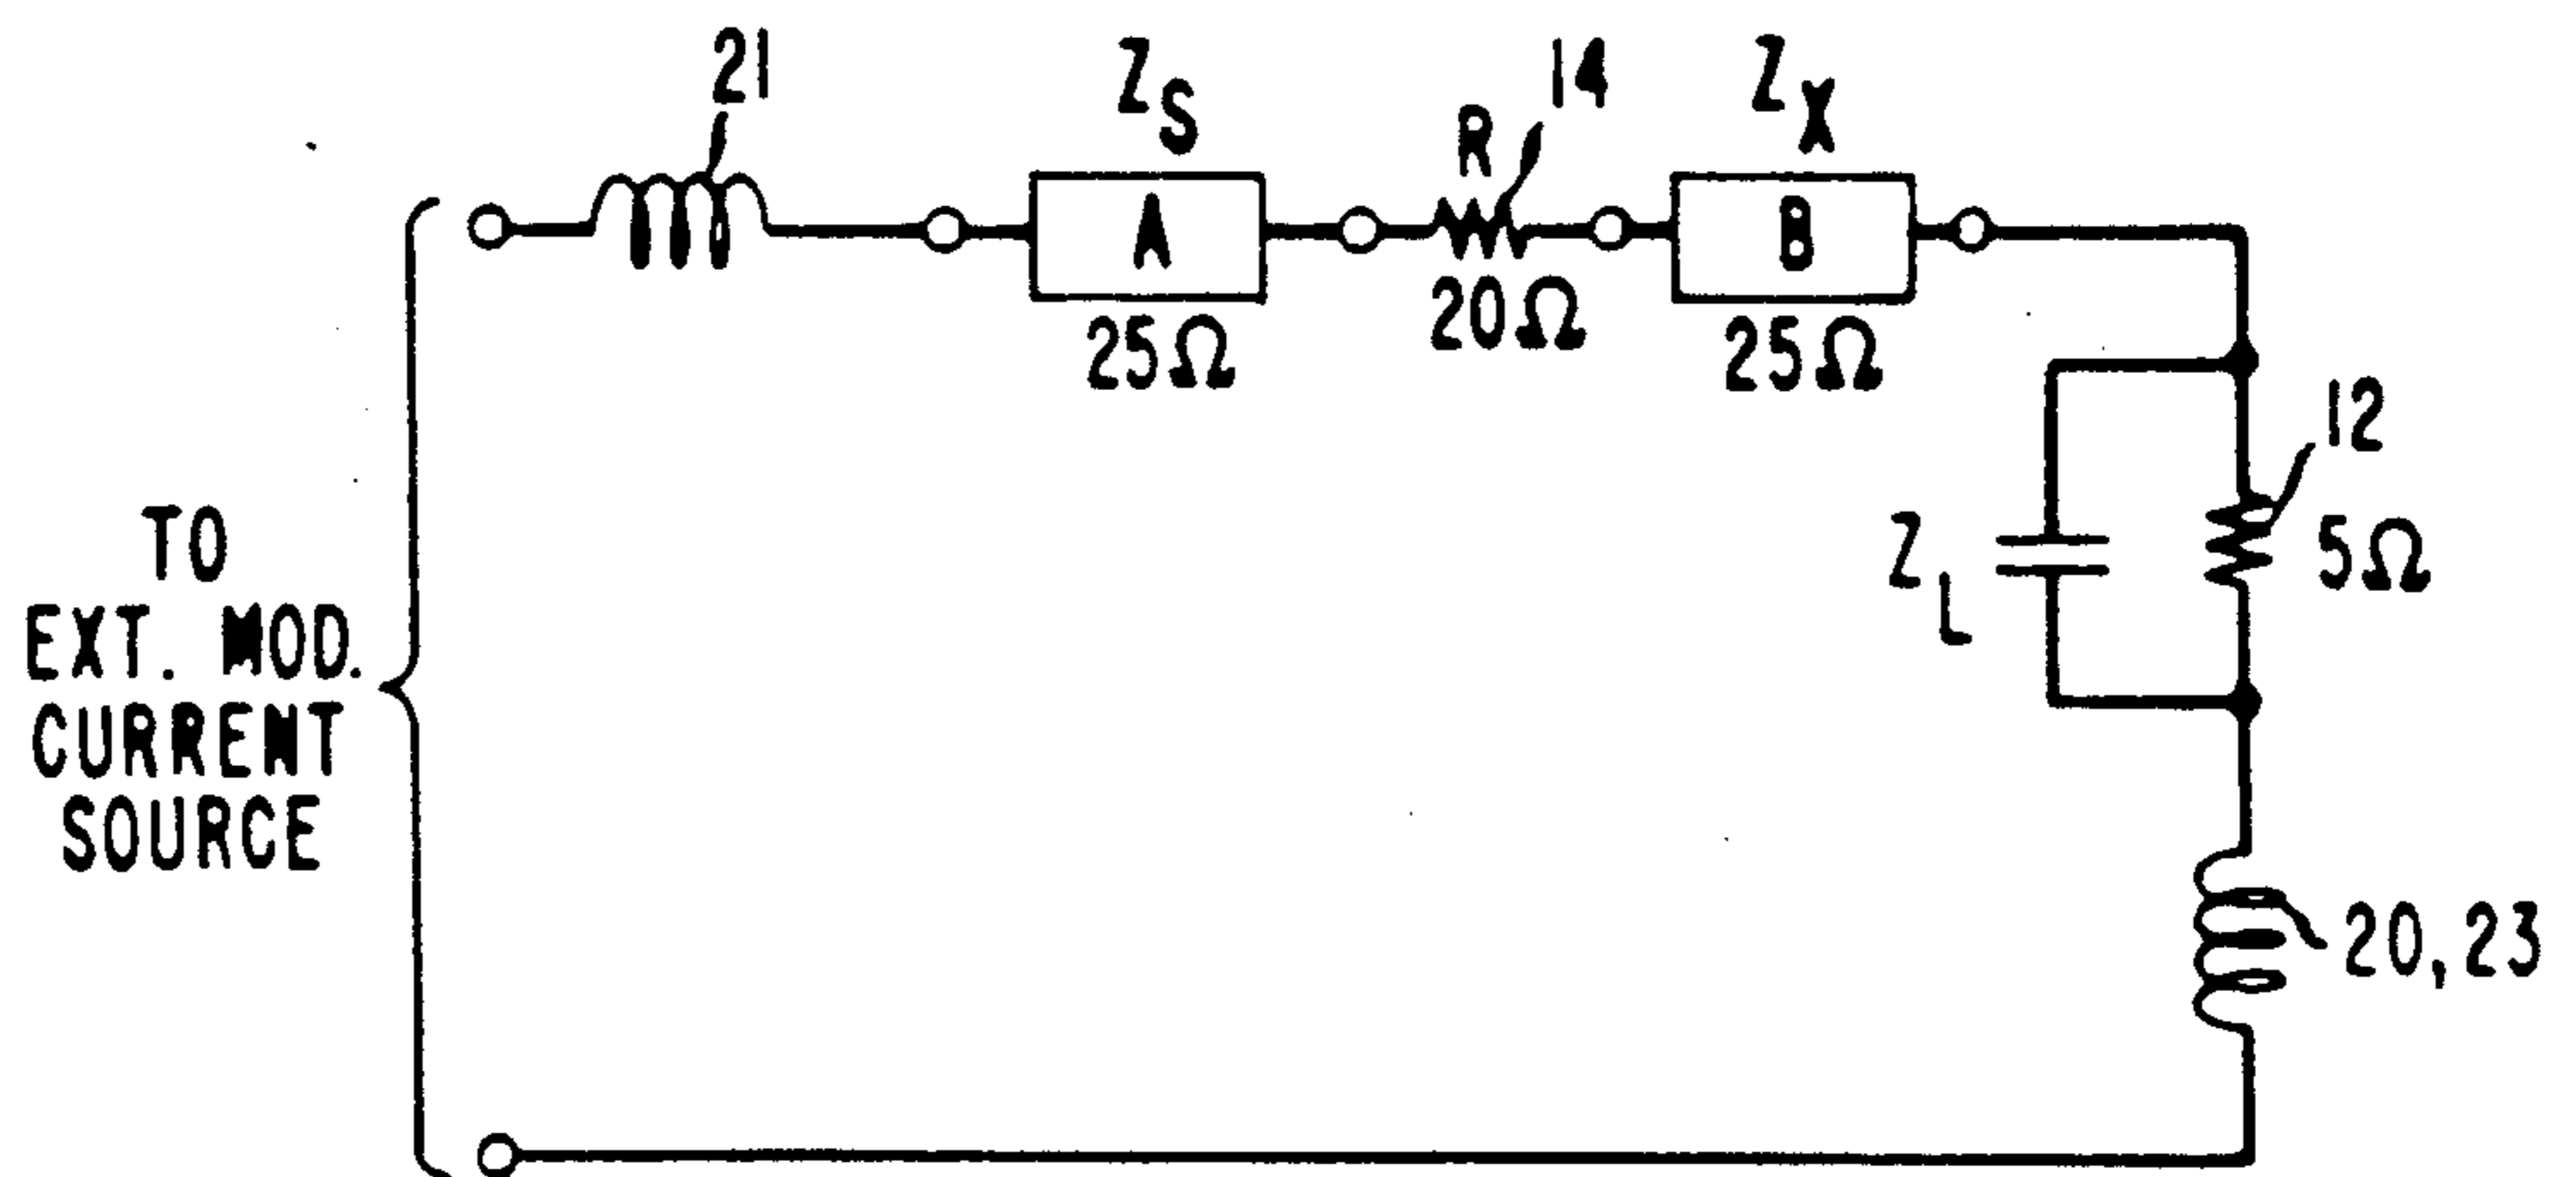 21
Z_S
A
25Ω
R
14
20Ω
Z_X
B
25Ω
12
5Ω
Z_L
20, 23
TO
EXT. MOD.
CURRENT
SOURCE